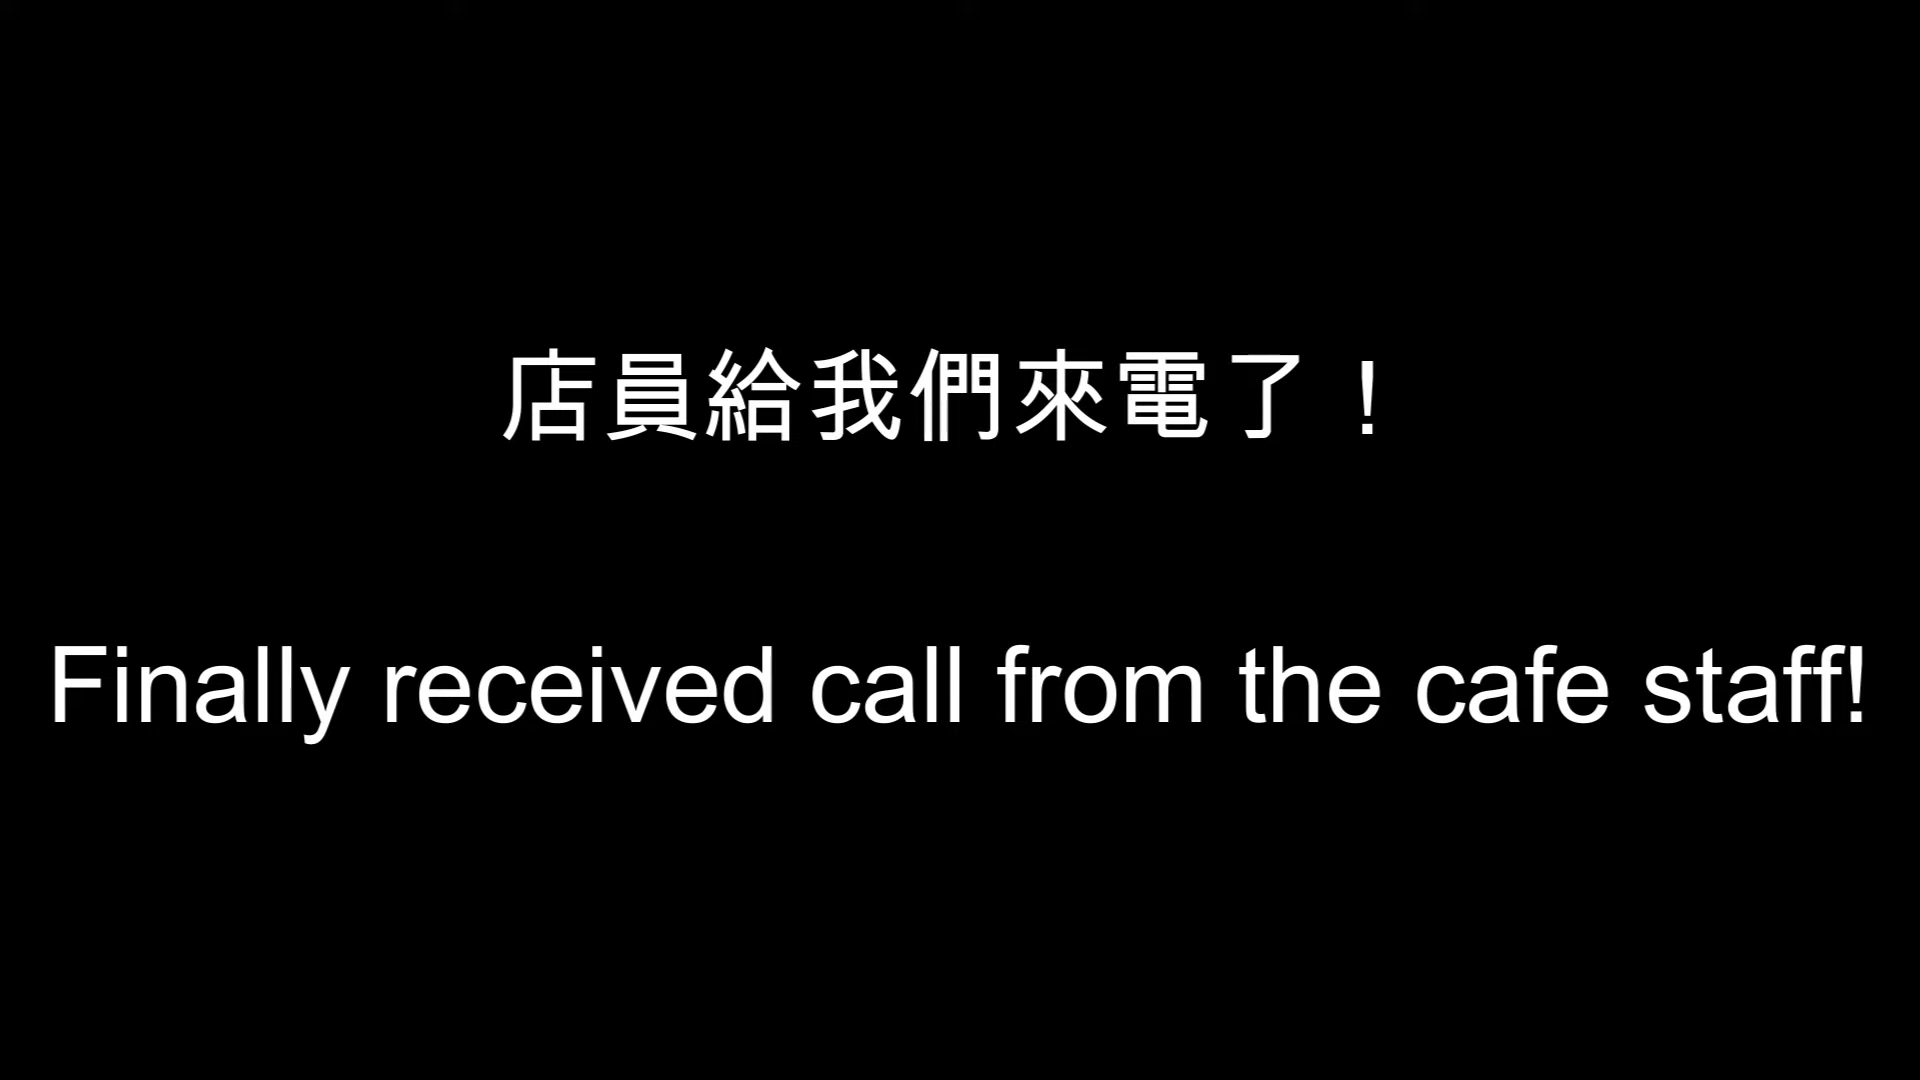 店員給我們來電了！
Finally received call from the cafe staff!